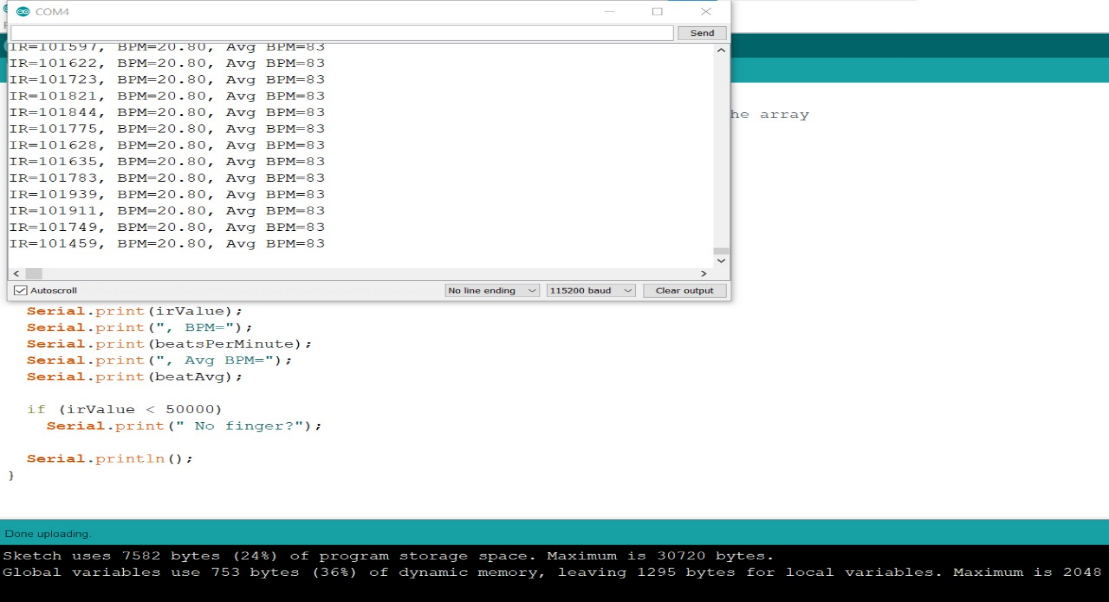 COM4
Send
IR=101597, BPM=20.80, Avg BPM=83
IR=101622, BPM=20.80, Avg BPM=83
IR=101723, BPM=20.80, Avg BPM=83
IR=101821, BPM=20.80, Avg BPM=83
IR=101844, BPM=20.80, Avg BPM=83
he array
IR=101775, BPM=20.80, Avg BPM=83
IR=101628, BPM=20.80, Avg BPM=83
IR=101635, BPM=20.80, Avg BPM=83
IR=101783, BPM=20.80, Avg BPM=83
IR=101939, BPM=20.80, Avg BPM=83
IR=101911, BPM=20.80, Avg BPM=83
IR=101749, BPM=20.80, Avg BPM=83
IR=101459, BPM=20.80, Avg BPM=83
Autoscroll No line ending 115200 baud Clear output
Serial.print(irValue);
Serial.print(", BPM=");
Serial.print(beatsPerMinute);
Serial.print(", Avg BPM=");
Serial.print(beatAvg);
if (irValue < 50000)
Serial.print(" No finger?");
Serial.println();
}
Done uploading.
Sketch uses 7582 bytes (24%) of program storage space. Maximum is 30720 bytes.
Global variables use 753 bytes (36%) of dynamic memory, leaving 1295 bytes for local variables. Maximum is 2048